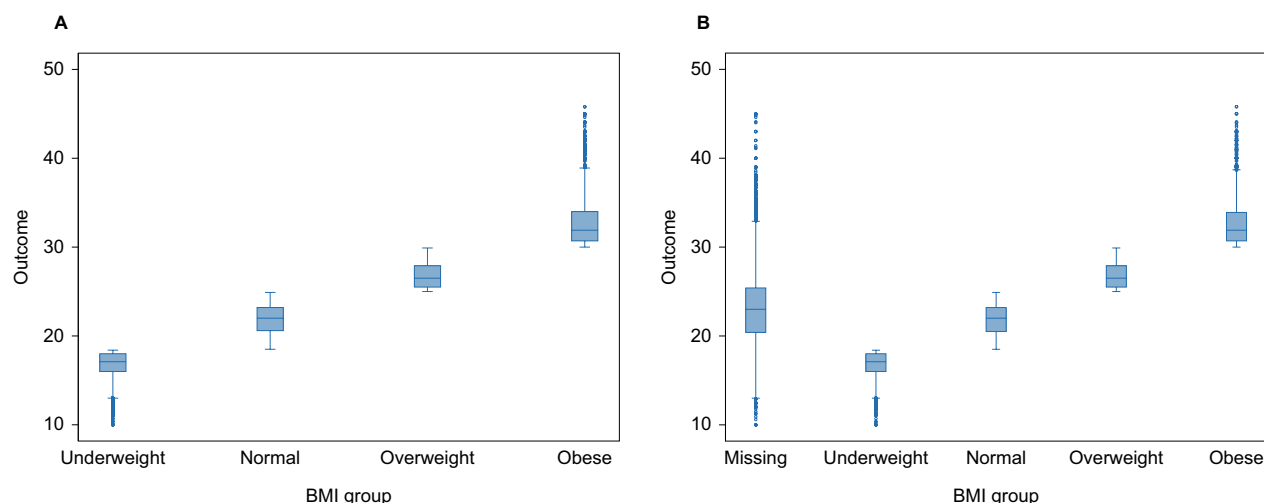 A
50
40
30
20
10
Outcome
Underweight Normal Overweight Obese
BMI group
B
50
40
30
20
10
Outcome
Missing Underweight Normal Overweight Obese
BMI group